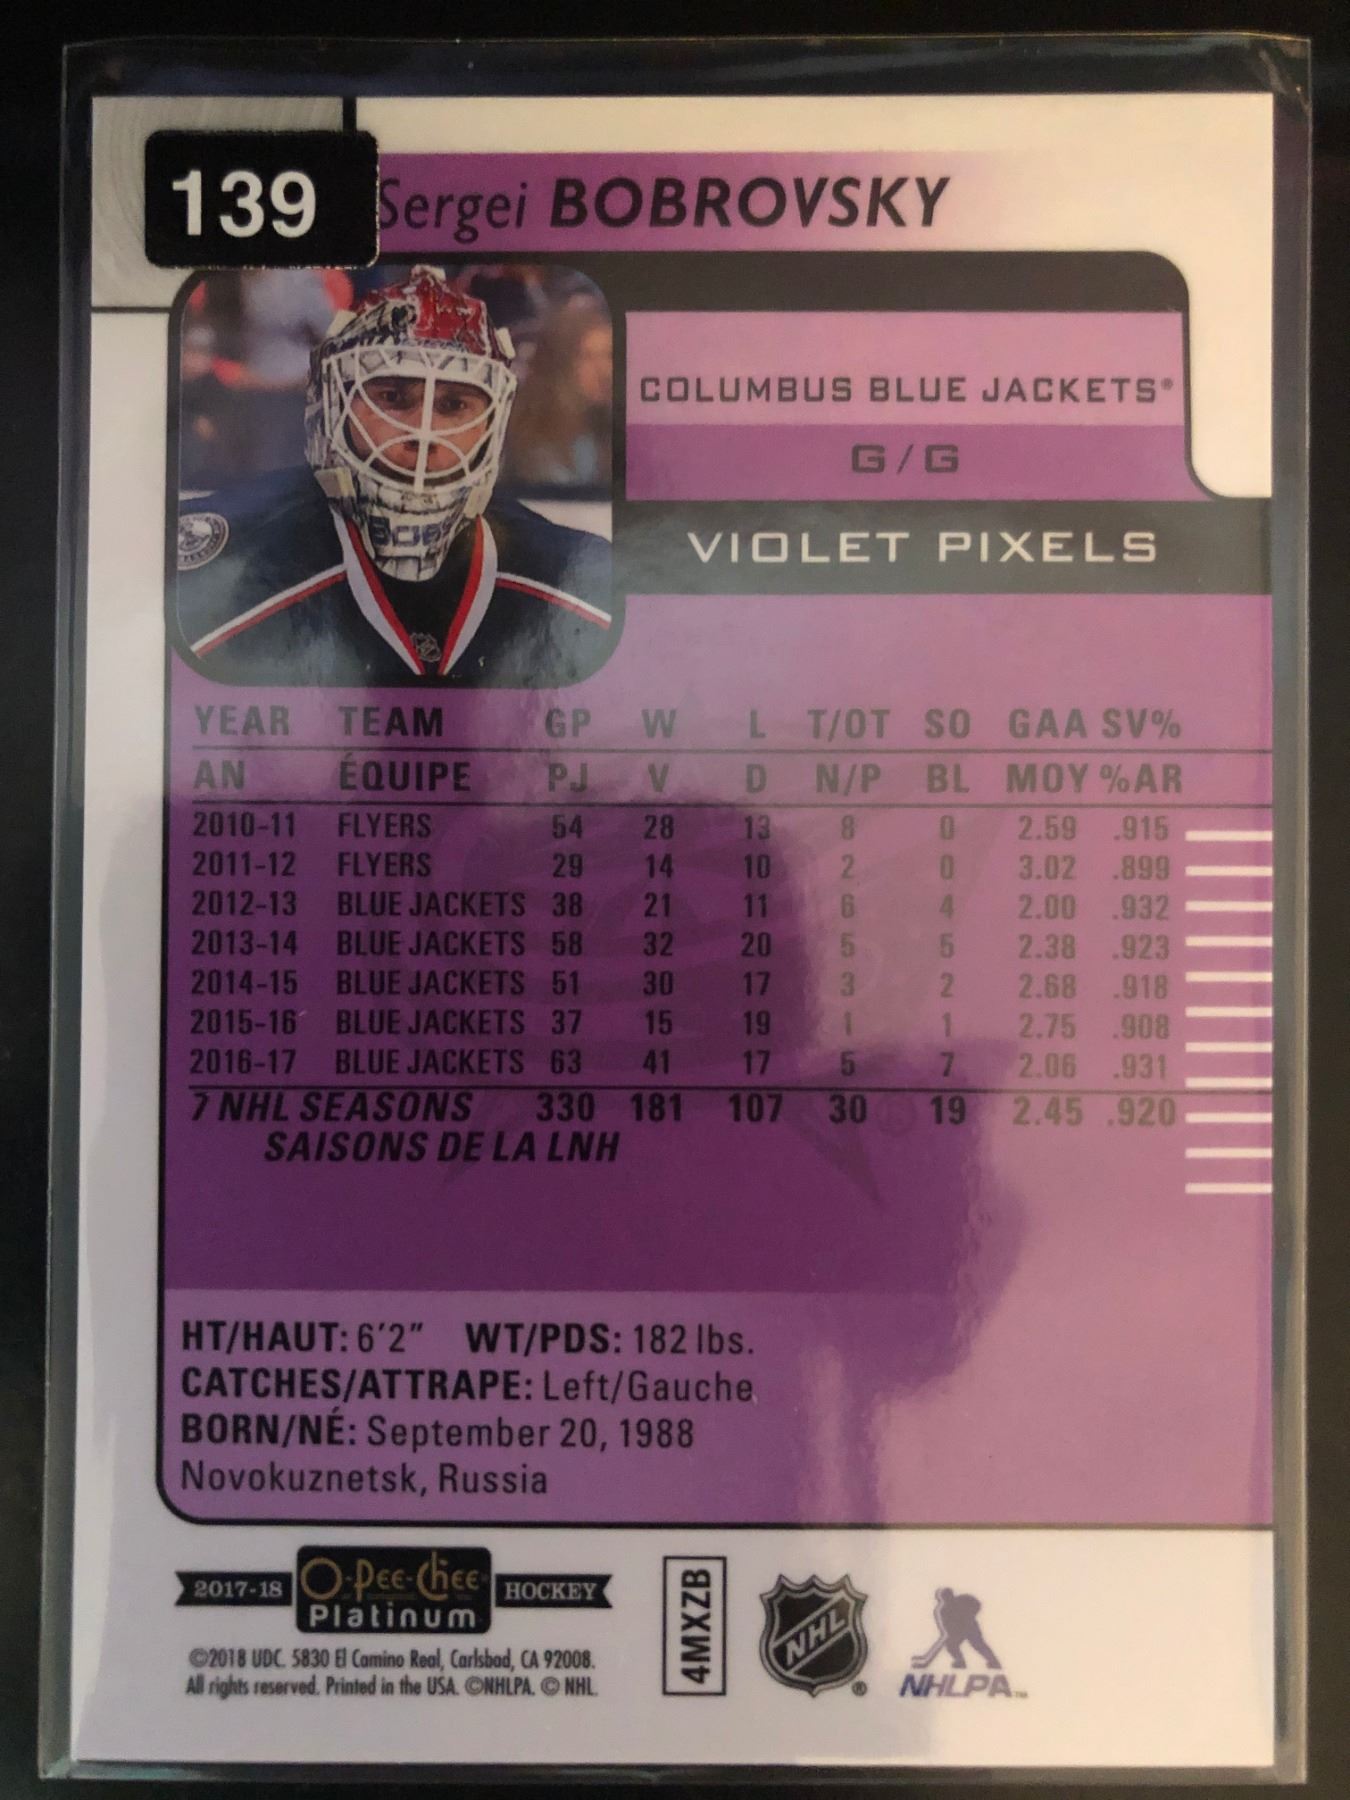 139
Sergei BOBROVSKY
COLUMBUS BLUE JACKETS®
G/G
VIOLET PIXELS
YEAR TEAM GP W L T/OT SO GAA SV%
AN ÉQUIPE PJ V D N/P BL MOY %AR
2010-11 FLYERS 54 28 13 8 0 2.59 .915
2011-12 FLYERS 29 14 10 2 0 3.02 .899
2012-13 BLUE JACKETS 38 21 11 6 4 2.00 .932
2013-14 BLUE JACKETS 58 32 20 5 5 2.38 .923
2014-15 BLUE JACKETS 51 30 17 3 2 2.68 .918
2015-16 BLUE JACKETS 37 15 19 1 1 2.75 .908
2016-17 BLUE JACKETS 63 41 17 5 7 2.06 .931
7 NHL SEASONS 330 181 107 30 19 2.45 .920
SAISONS DE LA LNH
HT/HAUT: 6'2" WT/PDS: 182 lbs.
CATCHES/ATTRAPE: Left/Gauche
BORN/NÉ: September 20, 1988
Novokuznetsk, Russia
2017-18 O-Pee-Chee Platinum HOCKEY
©2018 UDC. 5830 El Camino Real, Carlsbad, CA 92008.
All rights reserved. Printed in the USA. ©NHLPA. © NHL.
4MXZB
NHL®
NHLPA™